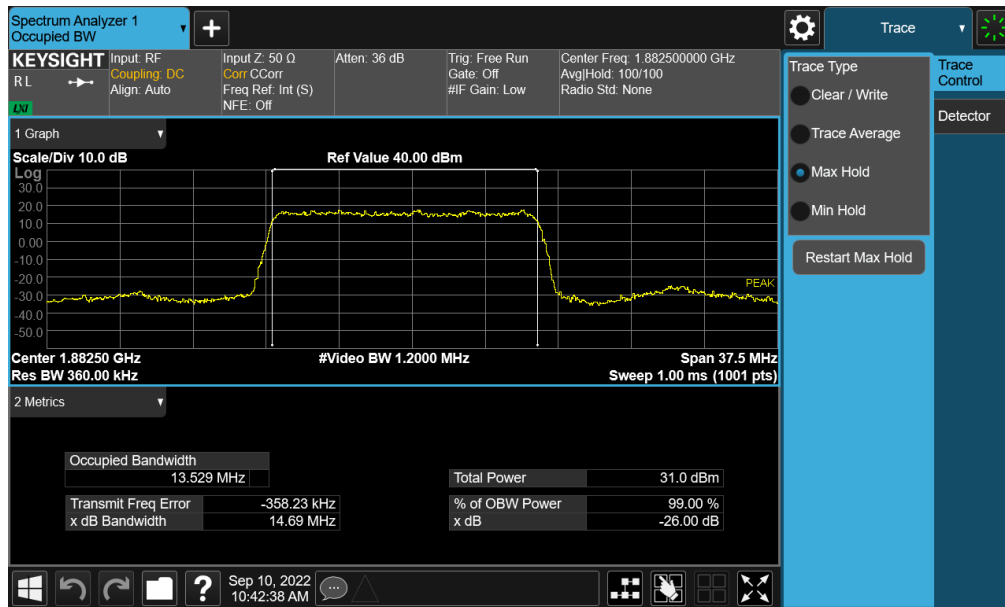 Spectrum Analyzer 1
Occupied BW
Trace
KEYSIGHT
RL
LXI
Input: RF
Coupling: DC
Align: Auto
Input Z: 50 Ω
Corr CCorr
Freq Ref: Int (S)
NFE: Off
Atten: 36 dB
Trig: Free Run
Gate: Off
#IF Gain: Low
Center Freq: 1.882500000 GHz
Avg|Hold: 100/100
Radio Std: None
Trace Type
Clear / Write
Trace Average
Max Hold
Min Hold
Restart Max Hold
Trace
Control
Detector
1 Graph
Scale/Div 10.0 dB
Ref Value 40.00 dBm
Log
30.0
20.0
10.0
0.00
-10.0
-20.0
-30.0
-40.0
-50.0
PEAK
Center 1.88250 GHz
#Video BW 1.2000 MHz
Span 37.5 MHz
Res BW 360.00 kHz
Sweep 1.00 ms (1001 pts)
2 Metrics
Occupied Bandwidth
13.529 MHz
Total Power 31.0 dBm
Transmit Freq Error -358.23 kHz
% of OBW Power 99.00 %
x dB Bandwidth 14.69 MHz
x dB -26.00 dB
?
Sep 10, 2022
10:42:38 AM